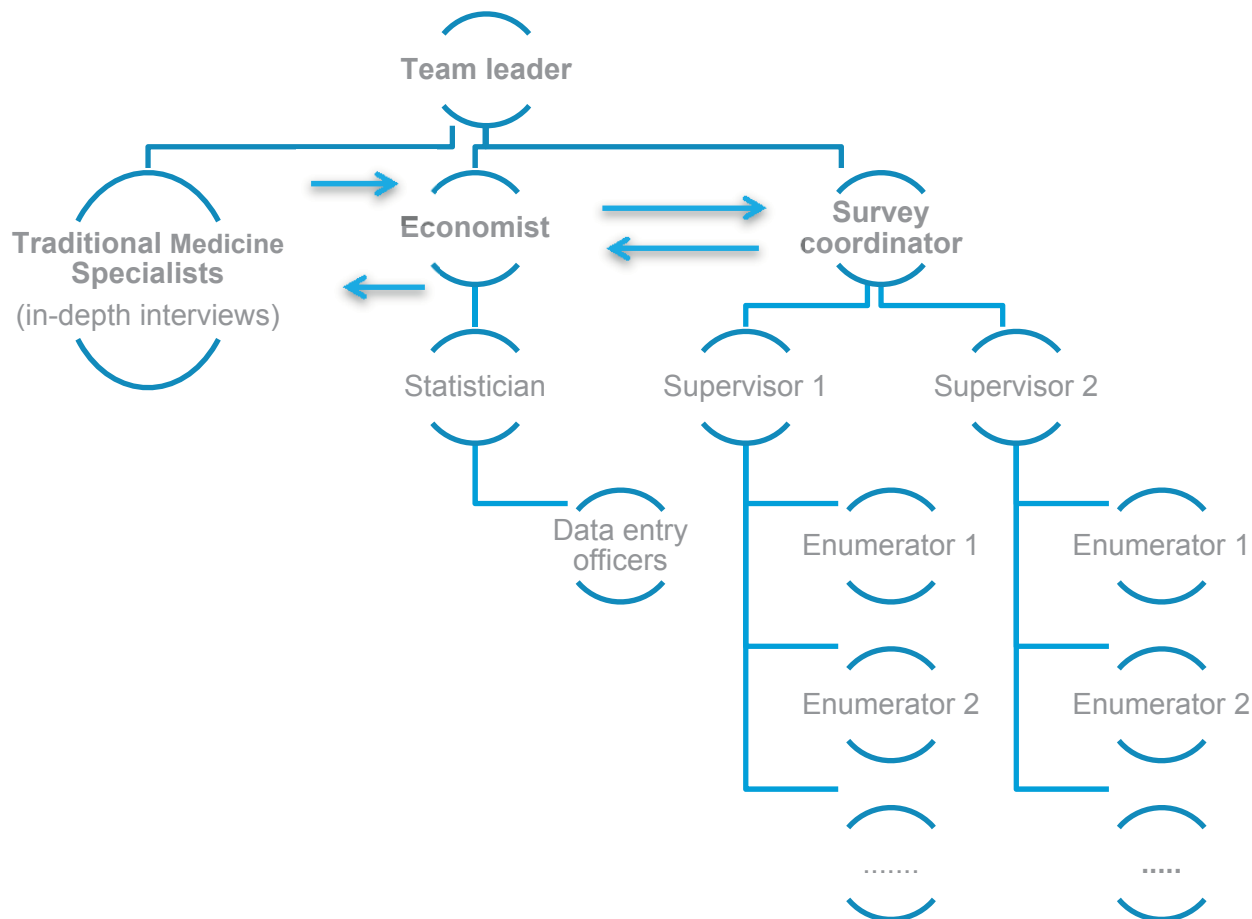 Team leader
Traditional Medicine
Specialists
(in-depth interviews)
Economist
Survey
coordinator
Statistician
Supervisor 1
Supervisor 2
Data entry
officers
Enumerator 1
Enumerator 1
Enumerator 2
Enumerator 2
.......
.....